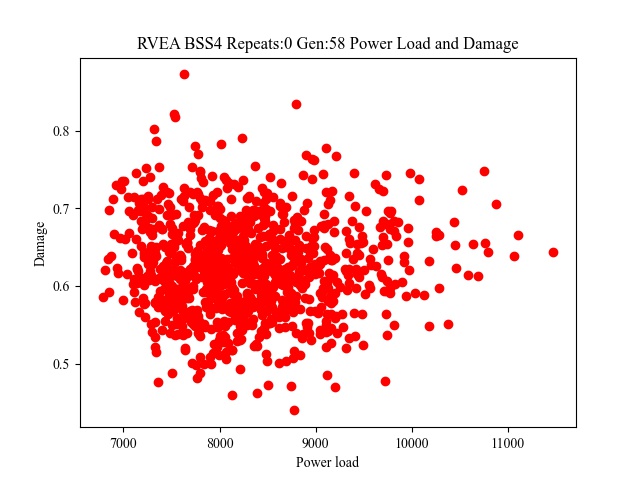 RVEA BSS4 Repeats:0 Gen:58 Power Load and Damage
Damage
0.8
0.7
0.6
0.5
7000 8000 9000 10000 11000
Power load